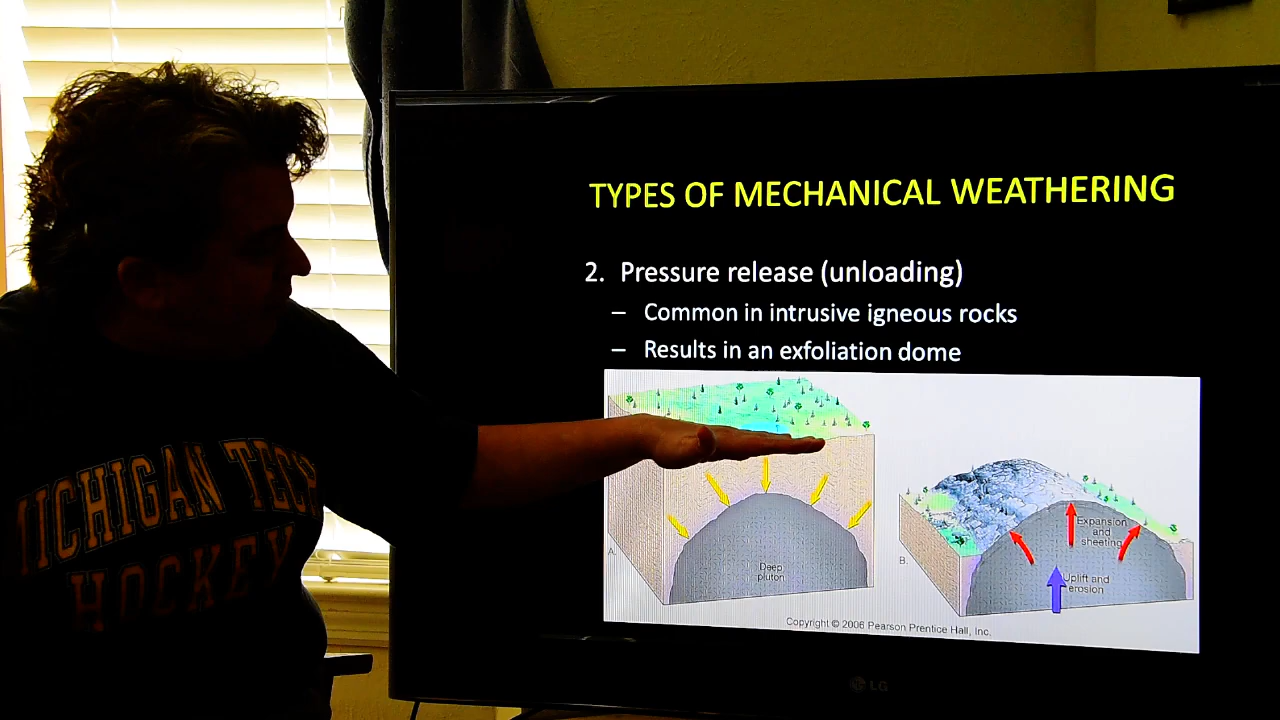 MICHIGAN TECH
HOCKEY
TYPES OF MECHANICAL WEATHERING
2. Pressure release (unloading)
– Common in intrusive igneous rocks
– Results in an exfoliation dome
A.
Deep
pluton
B.
Expansion
and
sheeting
Uplift and
erosion
Copyright © 2006 Pearson Prentice Hall, Inc.
LG